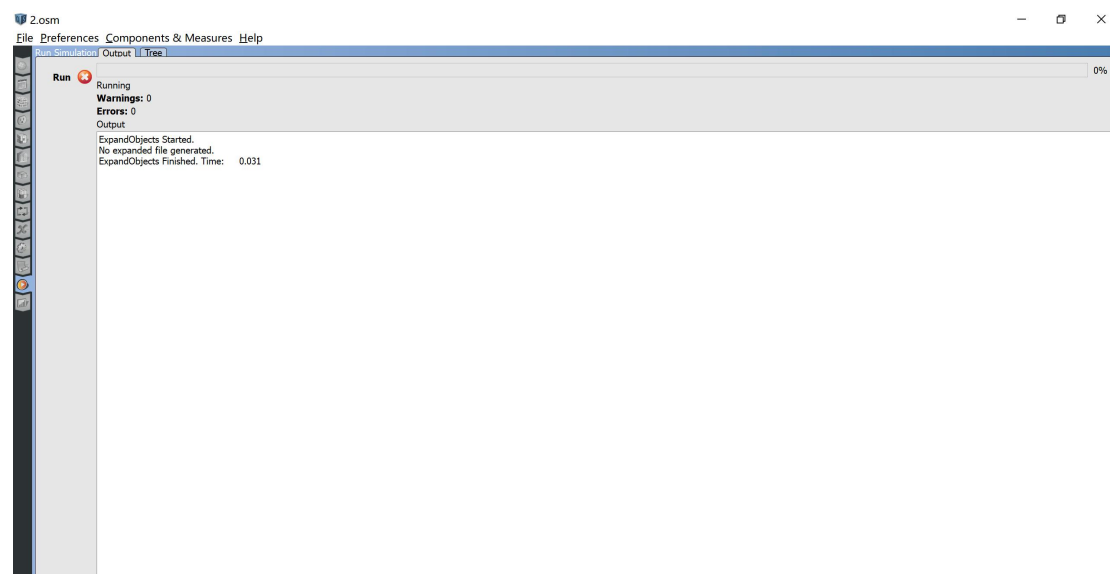 2.osm
File Preferences Components & Measures Help
Run Simulation Output Tree
Run 0%
Running
Warnings: 0
Errors: 0
Output
ExpandObjects Started.
No expanded file generated.
ExpandObjects Finished. Time: 0.031